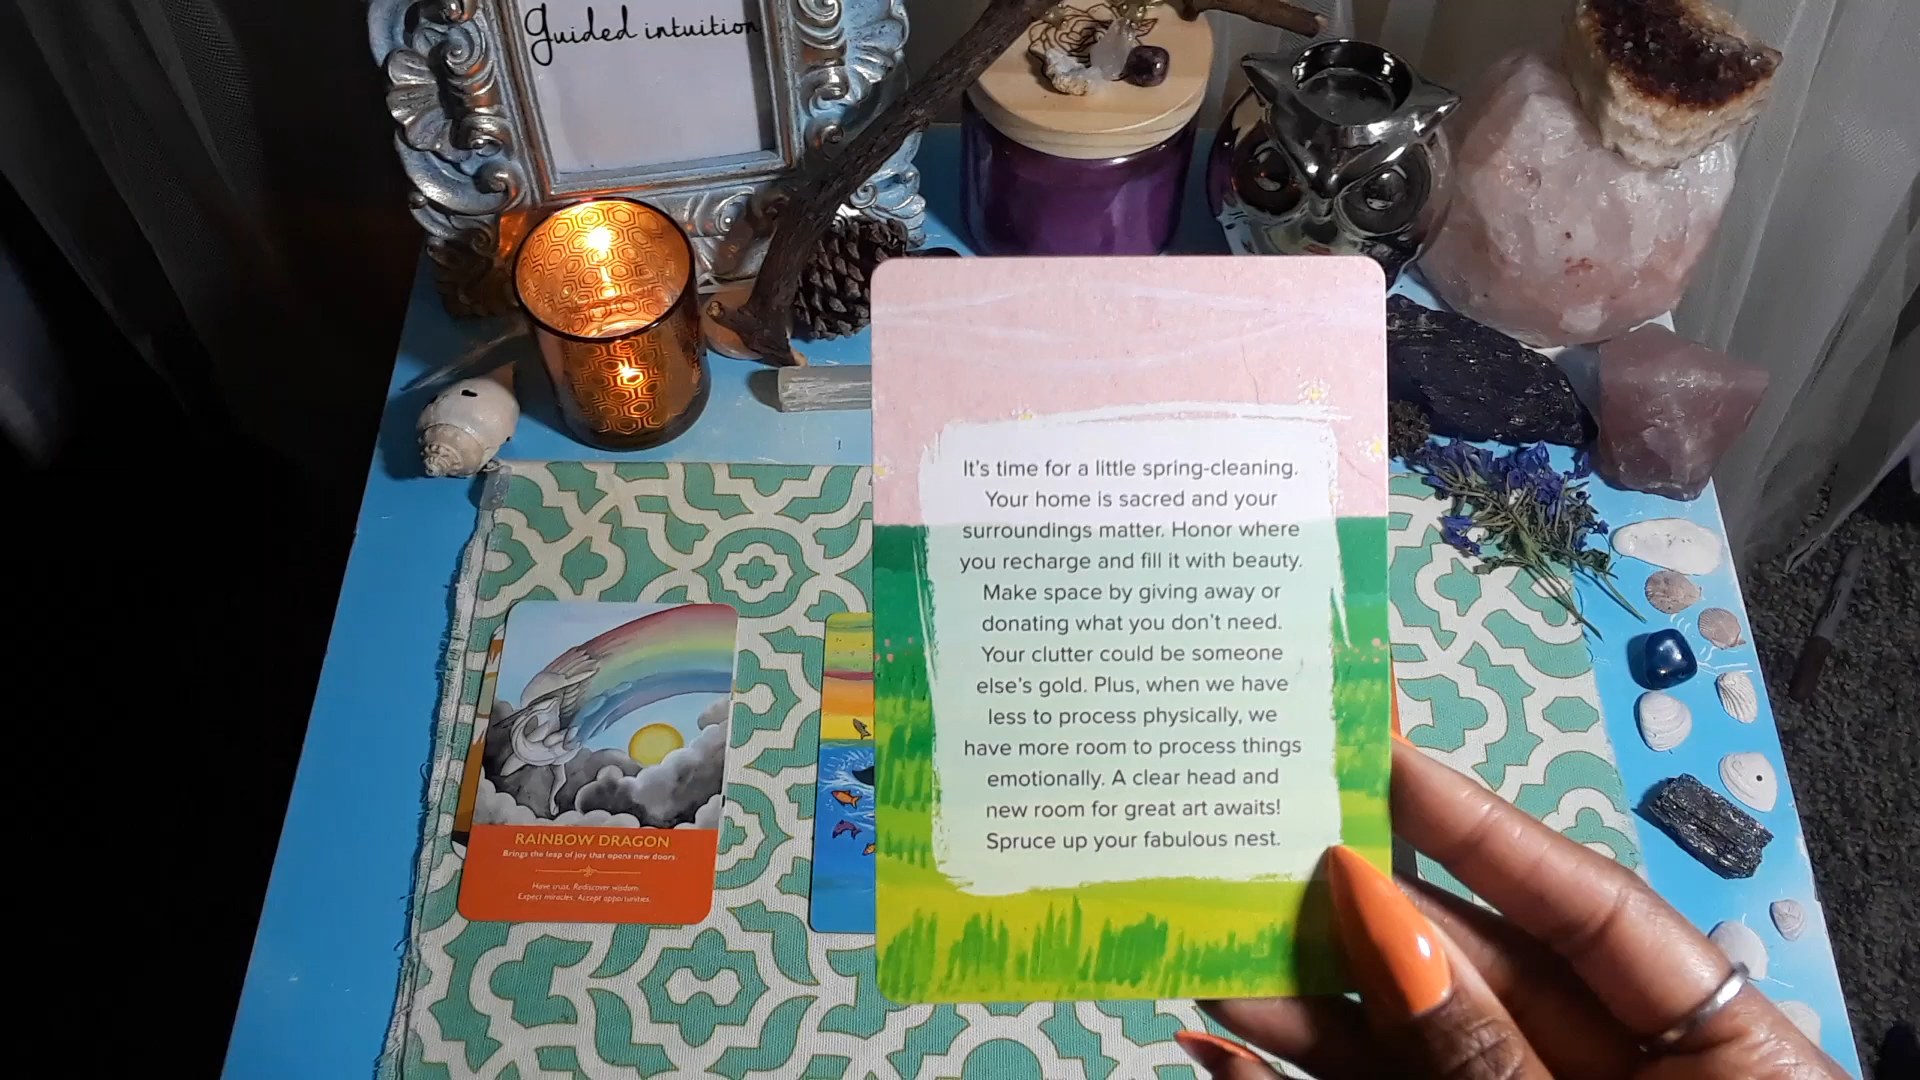 Guided intuition
It's time for a little spring-cleaning.
Your home is sacred and your
surroundings matter. Honor where
you recharge and fill it with beauty.
Make space by giving away or
donating what you don't need.
Your clutter could be someone
else's gold. Plus, when we have
less to process physically, we
have more room to process things
emotionally. A clear head and
new room for great art awaits!
Spruce up your fabulous nest.
RAINBOW DRAGON
Brings the leap of joy that opens new doors.
Have trust. Rediscover wisdom.
Expect miracles. Accept opportunities.